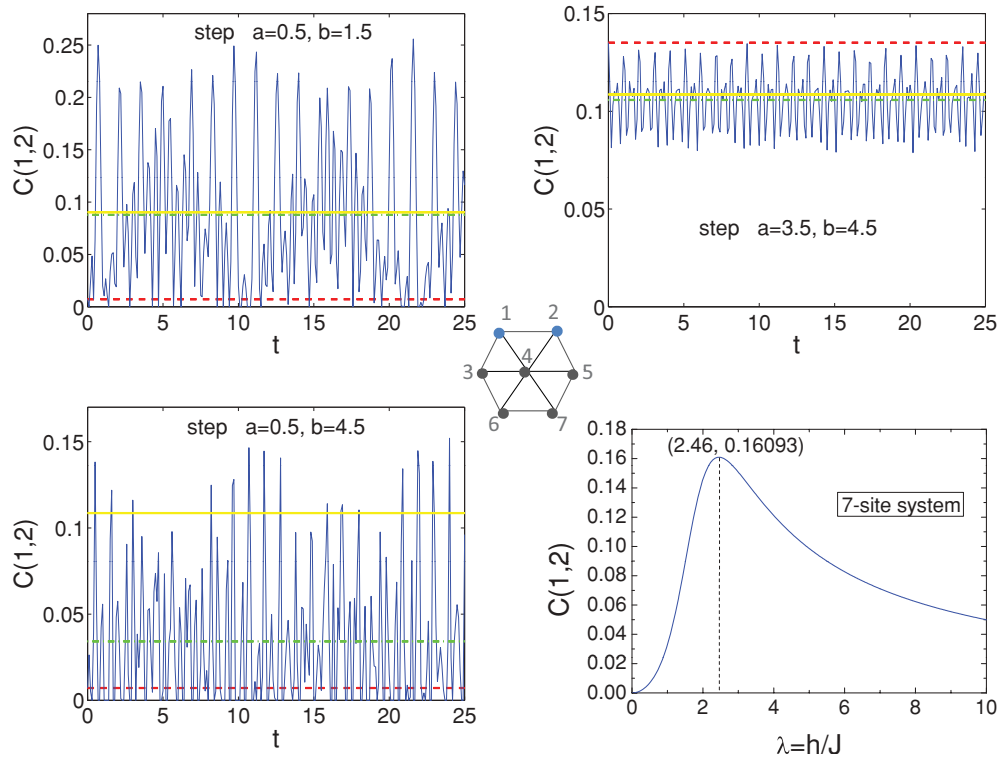 step a=0.5, b=1.5
0.25
0.2
0.15
0.1
0.05
0
C(1,2)
0 5 10 15 20 25
t
0.15
0.1
0.05
0
C(1,2)
step a=3.5, b=4.5
0 5 10 15 20 25
t
1 2
3 4 5
6 7
step a=0.5, b=4.5
0.15
0.1
0.05
0
C(1,2)
0 5 10 15 20 25
t
(2.46, 0.16093)
7-site system
0.18
0.16
0.14
0.12
0.10
0.08
0.06
0.04
0.02
0.00
C(1,2)
0 2 4 6 8 10
λ=h/J